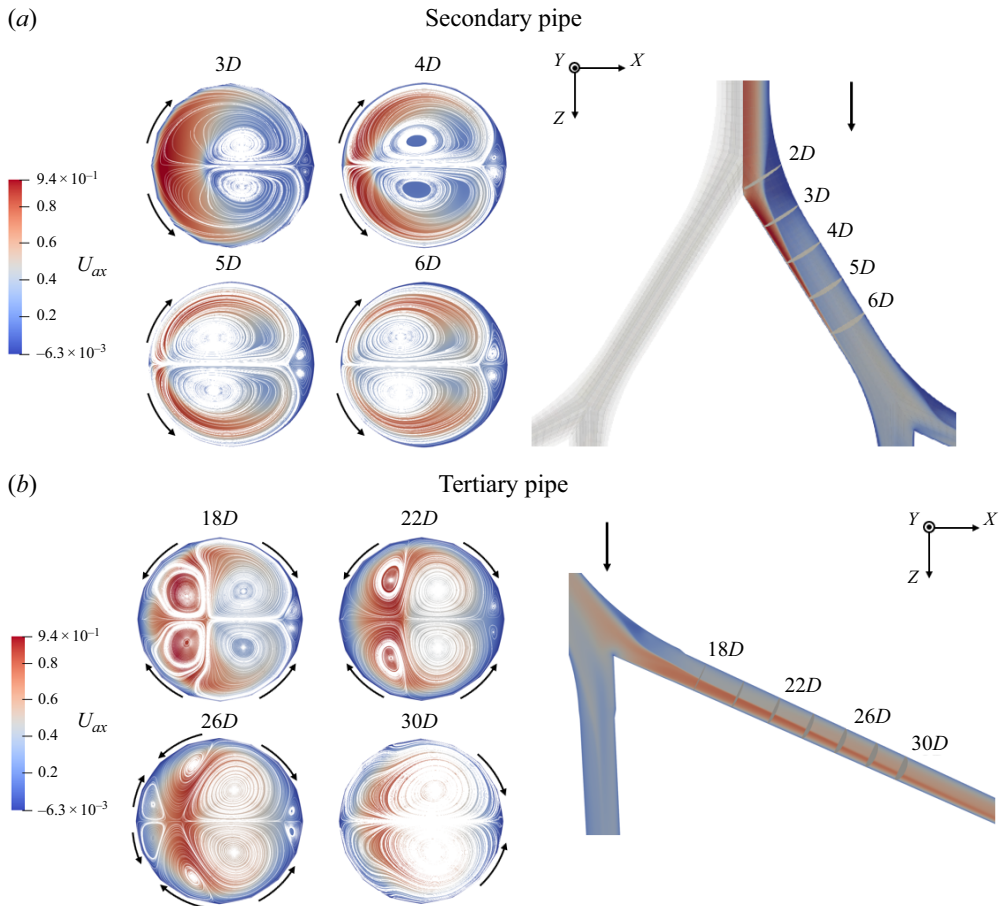 (a) Secondary pipe
3D 4D
Y X
Z
2D
3D
4D
5D
6D
9.4 × 10⁻¹
0.8
0.6
0.4
0.2
–6.3 × 10⁻³
U_ax
5D 6D
(b) Tertiary pipe
18D 22D
Y X
Z
18D
22D
26D
30D
9.4 × 10⁻¹
0.8
0.6
0.4
0.2
–6.3 × 10⁻³
U_ax
26D 30D